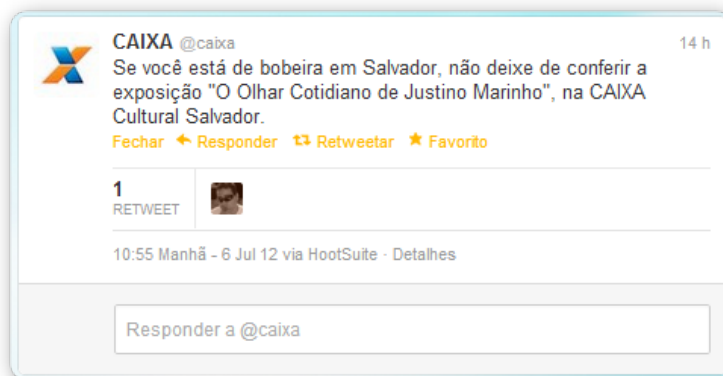 CAIXA @caixa 14 h
Se você está de bobeira em Salvador, não deixe de conferir a
exposição "O Olhar Cotidiano de Justino Marinho", na CAIXA
Cultural Salvador.
Fechar Responder Retweetar Favorito
1
RETWEET
10:55 Manhã - 6 Jul 12 via HootSuite · Detalhes
Responder a @caixa